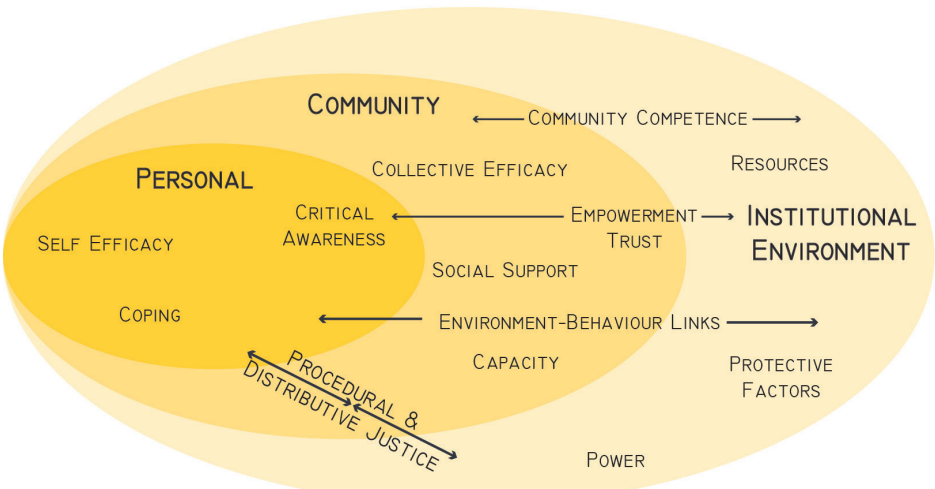 COMMUNITY
COMMUNITY COMPETENCE
COLLECTIVE EFFICACY
RESOURCES
PERSONAL
CRITICAL
AWARENESS
EMPOWERMENT
TRUST
INSTITUTIONAL
ENVIRONMENT
SELF EFFICACY
SOCIAL SUPPORT
COPING
ENVIRONMENT-BEHAVIOUR LINKS
CAPACITY
PROTECTIVE
FACTORS
PROCEDURAL &
DISTRIBUTIVE JUSTICE
POWER